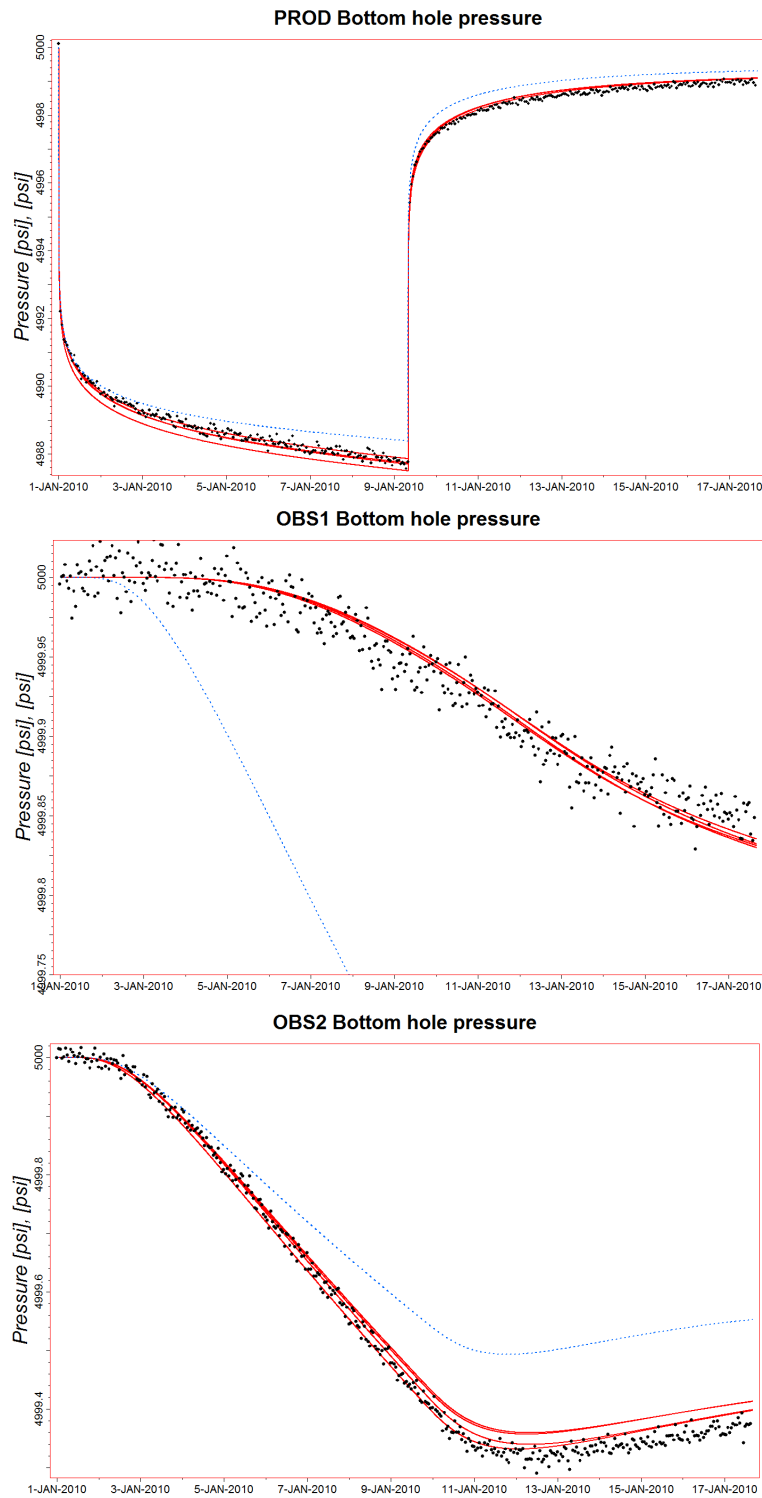 PROD Bottom hole pressure
Pressure [psi], [psi]
5000
4998
4996
4994
4992
4990
4988
1-JAN-2010 3-JAN-2010 5-JAN-2010 7-JAN-2010 9-JAN-2010 11-JAN-2010 13-JAN-2010 15-JAN-2010 17-JAN-2010
OBS1 Bottom hole pressure
Pressure [psi], [psi]
5000
4999.95
4999.9
4999.85
4999.8
4999.75
1-JAN-2010 3-JAN-2010 5-JAN-2010 7-JAN-2010 9-JAN-2010 11-JAN-2010 13-JAN-2010 15-JAN-2010 17-JAN-2010
OBS2 Bottom hole pressure
Pressure [psi], [psi]
5000
4999.8
4999.6
4999.4
1-JAN-2010 3-JAN-2010 5-JAN-2010 7-JAN-2010 9-JAN-2010 11-JAN-2010 13-JAN-2010 15-JAN-2010 17-JAN-2010